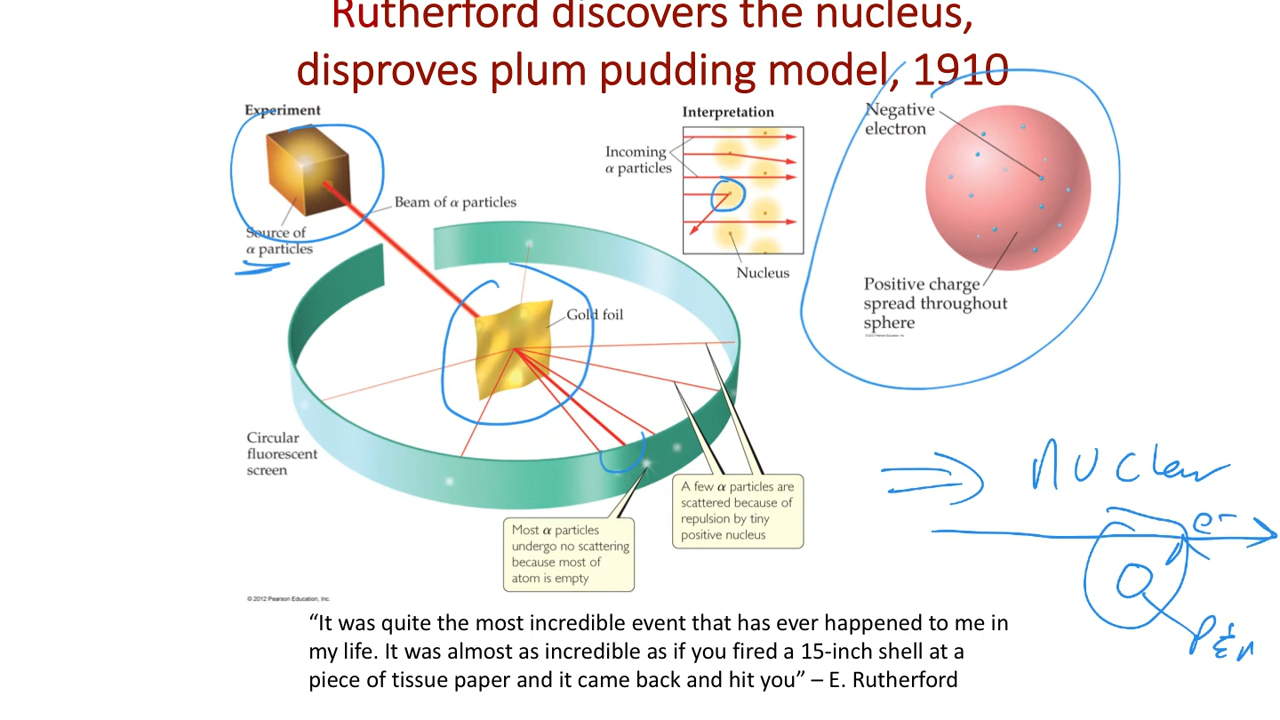 Rutherford discovers the nucleus,
disproves plum pudding model, 1910
Experiment
Source of
α particles
Beam of α particles
Gold foil
Circular
fluorescent
screen
Most α particles
undergo no scattering
because most of
atom is empty
A few α particles are
scattered because of
repulsion by tiny
positive nucleus
© 2012 Pearson Education, Inc.
Interpretation
Incoming
α particles
Nucleus
Negative
electron
Positive charge
spread throughout
sphere
© 2012 Pearson Education, Inc.
⇒ nuclear
e-
p+ & n
“It was quite the most incredible event that has ever happened to me in
my life. It was almost as incredible as if you fired a 15-inch shell at a
piece of tissue paper and it came back and hit you” – E. Rutherford